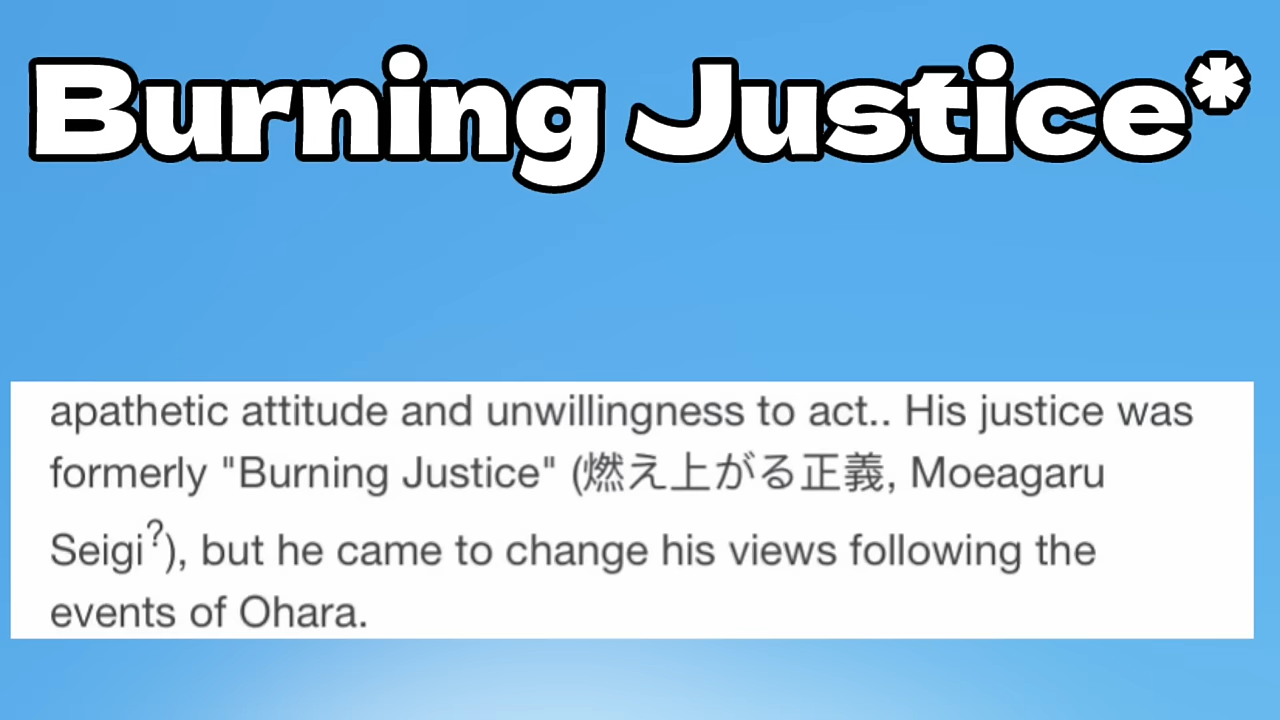 Burning Justice*
apathetic attitude and unwillingness to act.. His justice was
formerly "Burning Justice" (燃え上がる正義, Moeagaru
Seigi?), but he came to change his views following the
events of Ohara.